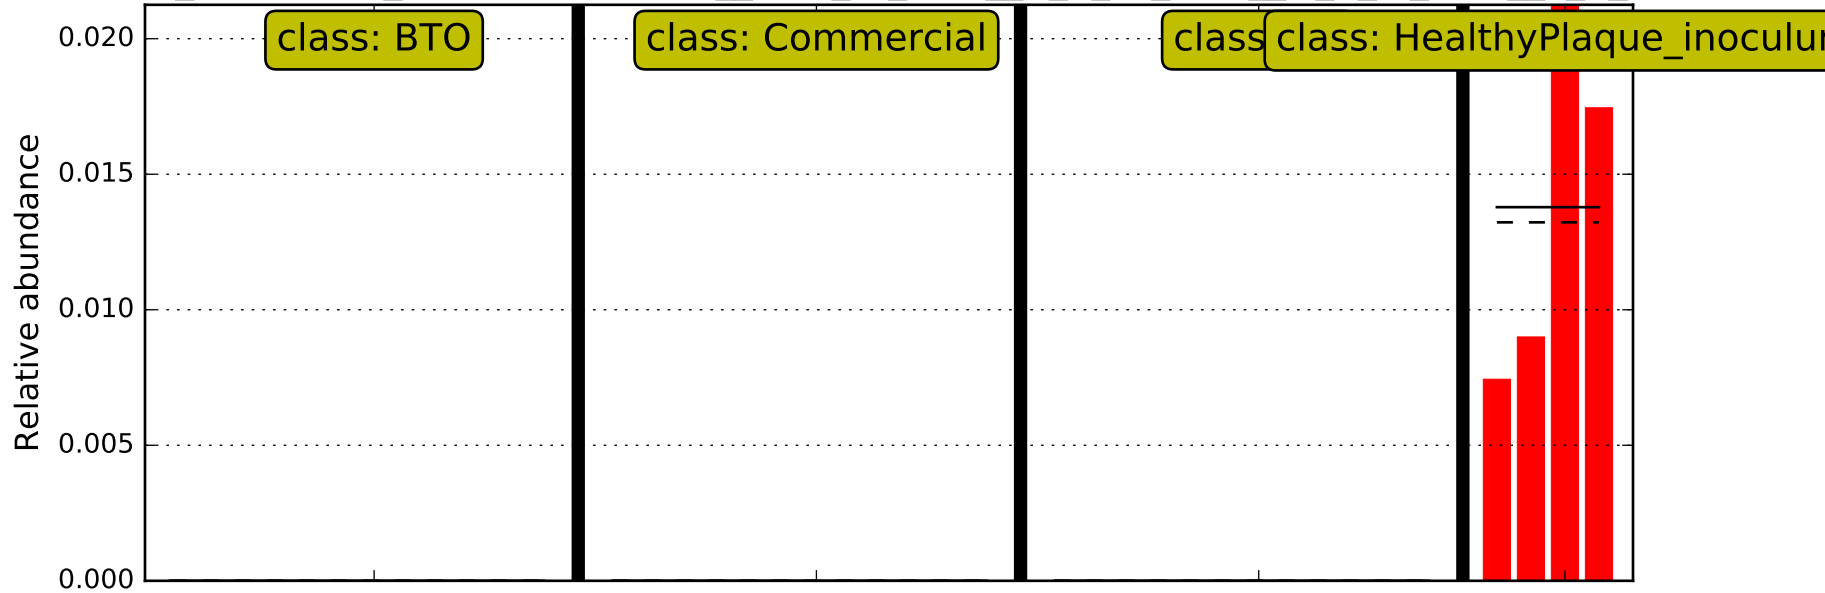 0.020
class: BTO
class: Commercial
class
class: HealthyPlaque_inoculu
0.015
0.010
0.005
0.000
Relative abundance